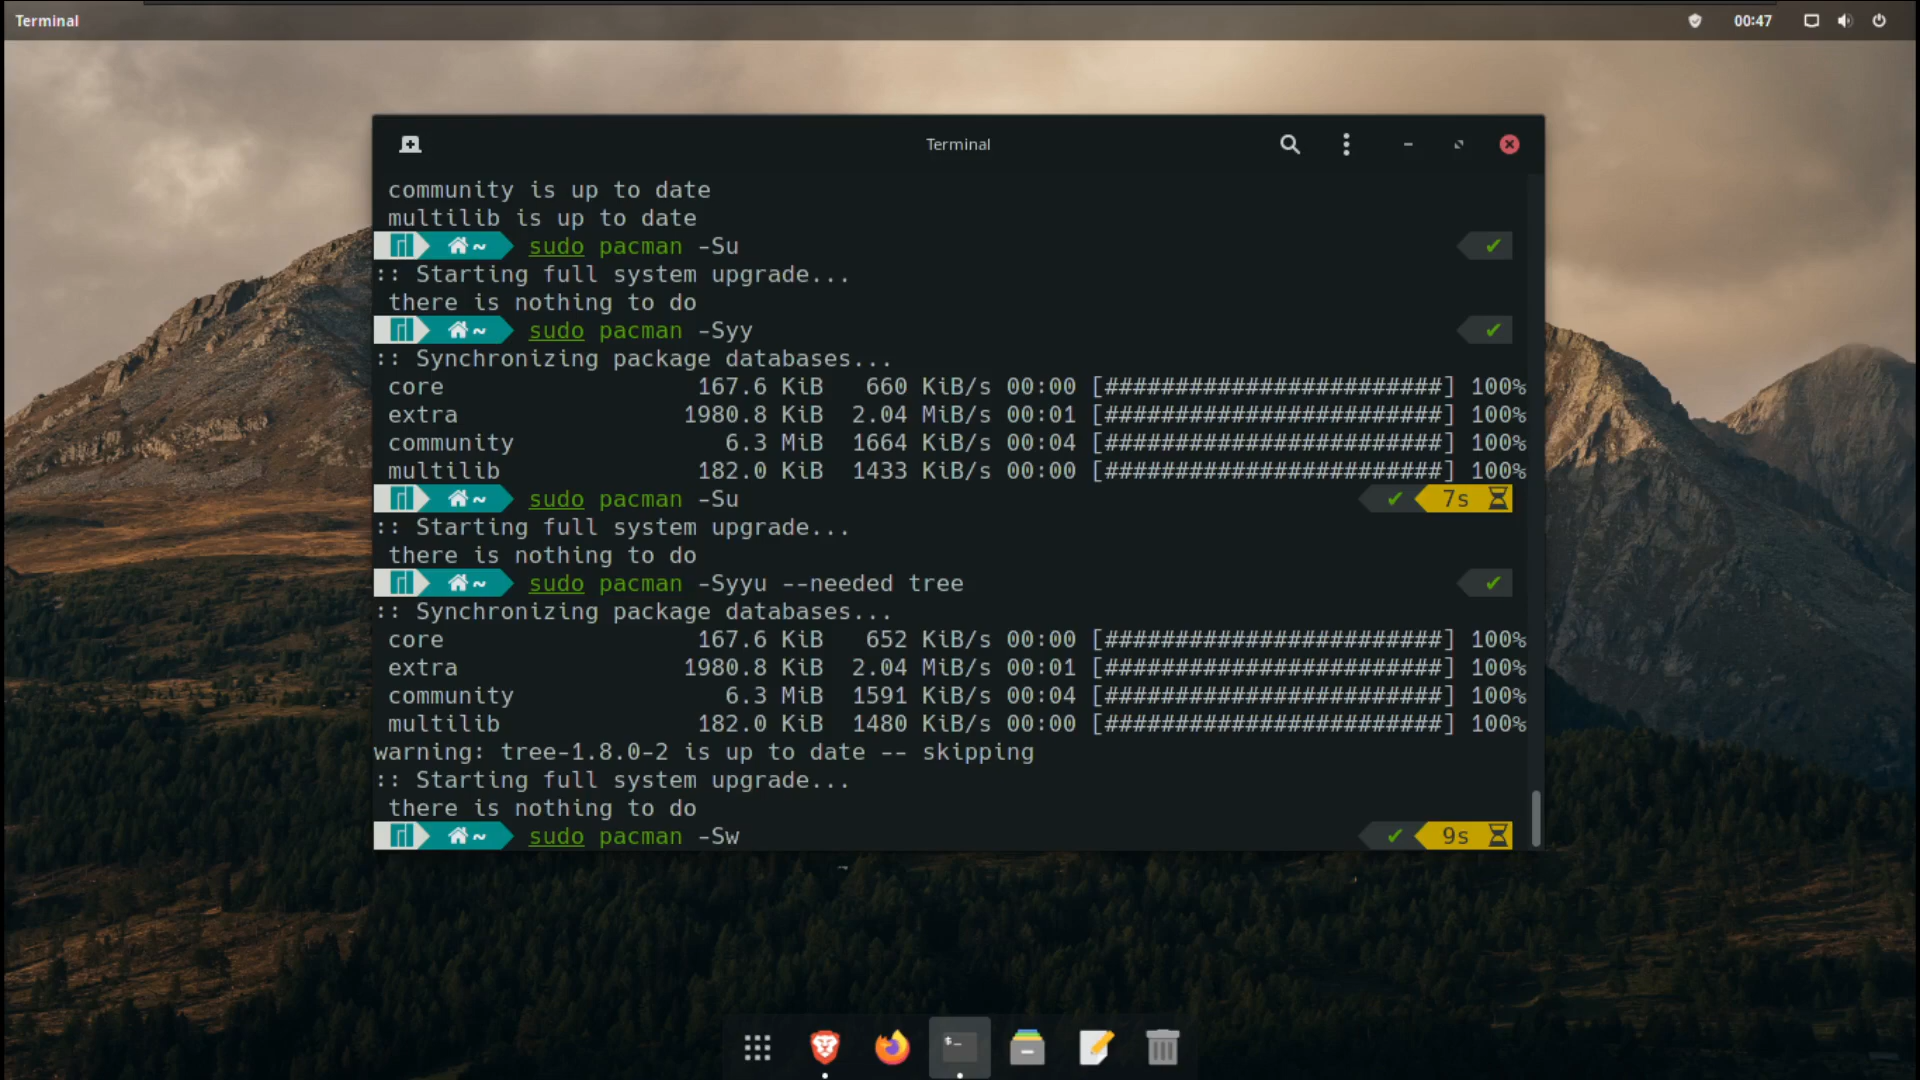 Terminal
00:47
Terminal
community is up to date
multilib is up to date
~ sudo pacman -Su ✔
:: Starting full system upgrade...
there is nothing to do
~ sudo pacman -Syy ✔
:: Synchronizing package databases...
core 167.6 KiB 660 KiB/s 00:00 [########################] 100%
extra 1980.8 KiB 2.04 MiB/s 00:01 [########################] 100%
community 6.3 MiB 1664 KiB/s 00:04 [########################] 100%
multilib 182.0 KiB 1433 KiB/s 00:00 [########################] 100%
~ sudo pacman -Su ✔ 7s
:: Starting full system upgrade...
there is nothing to do
~ sudo pacman -Syyu --needed tree ✔
:: Synchronizing package databases...
core 167.6 KiB 652 KiB/s 00:00 [########################] 100%
extra 1980.8 KiB 2.04 MiB/s 00:01 [########################] 100%
community 6.3 MiB 1591 KiB/s 00:04 [########################] 100%
multilib 182.0 KiB 1480 KiB/s 00:00 [########################] 100%
warning: tree-1.8.0-2 is up to date -- skipping
:: Starting full system upgrade...
there is nothing to do
~ sudo pacman -Sw ✔ 9s
$_